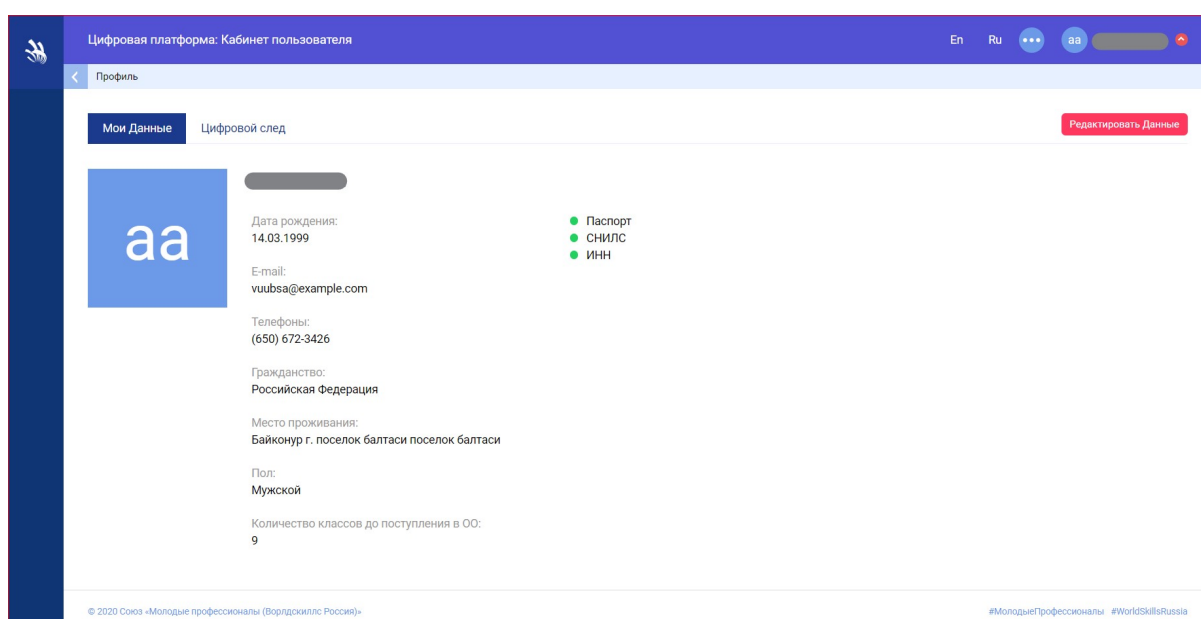 Цифровая платформа: Кабинет пользователя
En Ru aa
Профиль
Мои Данные Цифровой след Редактировать Данные
aa
Дата рождения:
14.03.1999
Паспорт
СНИЛС
ИНН
E-mail:
vuubsa@example.com
Телефоны:
(650) 672-3426
Гражданство:
Российская Федерация
Место проживания:
Байконур г. поселок балтаси поселок балтаси
Пол:
Мужской
Количество классов до поступления в ОО:
9
© 2020 Союз «Молодые профессионалы (Ворлдскиллс Россия)» #МолодыеПрофессионалы #WorldSkillsRussia